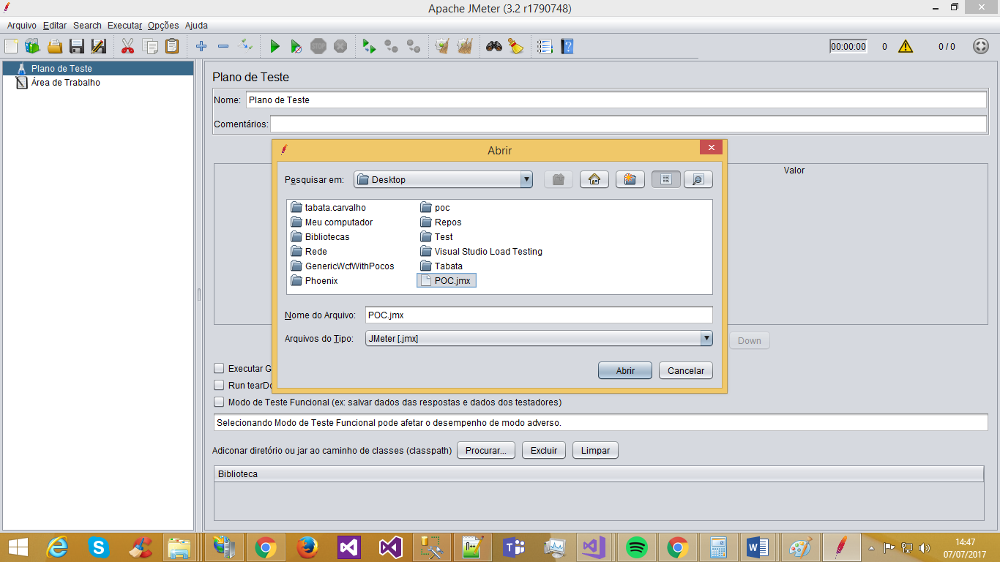 Apache JMeter (3.2 r1790748)
Arquivo Editar Search Executar Opções Ajuda
00:00:00 0 0 / 0
Plano de Teste
Área de Trabalho
Plano de Teste
Nome: Plano de Teste
Comentários:
Valor
Abrir
Pesquisar em: Desktop
tabata.carvalho
Meu computador
Bibliotecas
Rede
GenericWcfWithPocos
Phoenix
poc
Repos
Test
Visual Studio Load Testing
Tabata
POC.jmx
Nome do Arquivo: POC.jmx
Arquivos do Tipo: JMeter [.jmx]
Abrir Cancelar
Down
Executar G
Run tearDo
Modo de Teste Funcional (ex: salvar dados das respostas e dados dos testadores)
Selecionando Modo de Teste Funcional pode afetar o desempenho de modo adverso.
Adiconar diretório ou jar ao caminho de classes (classpath) Procurar... Excluir Limpar
Biblioteca
14:47
07/07/2017